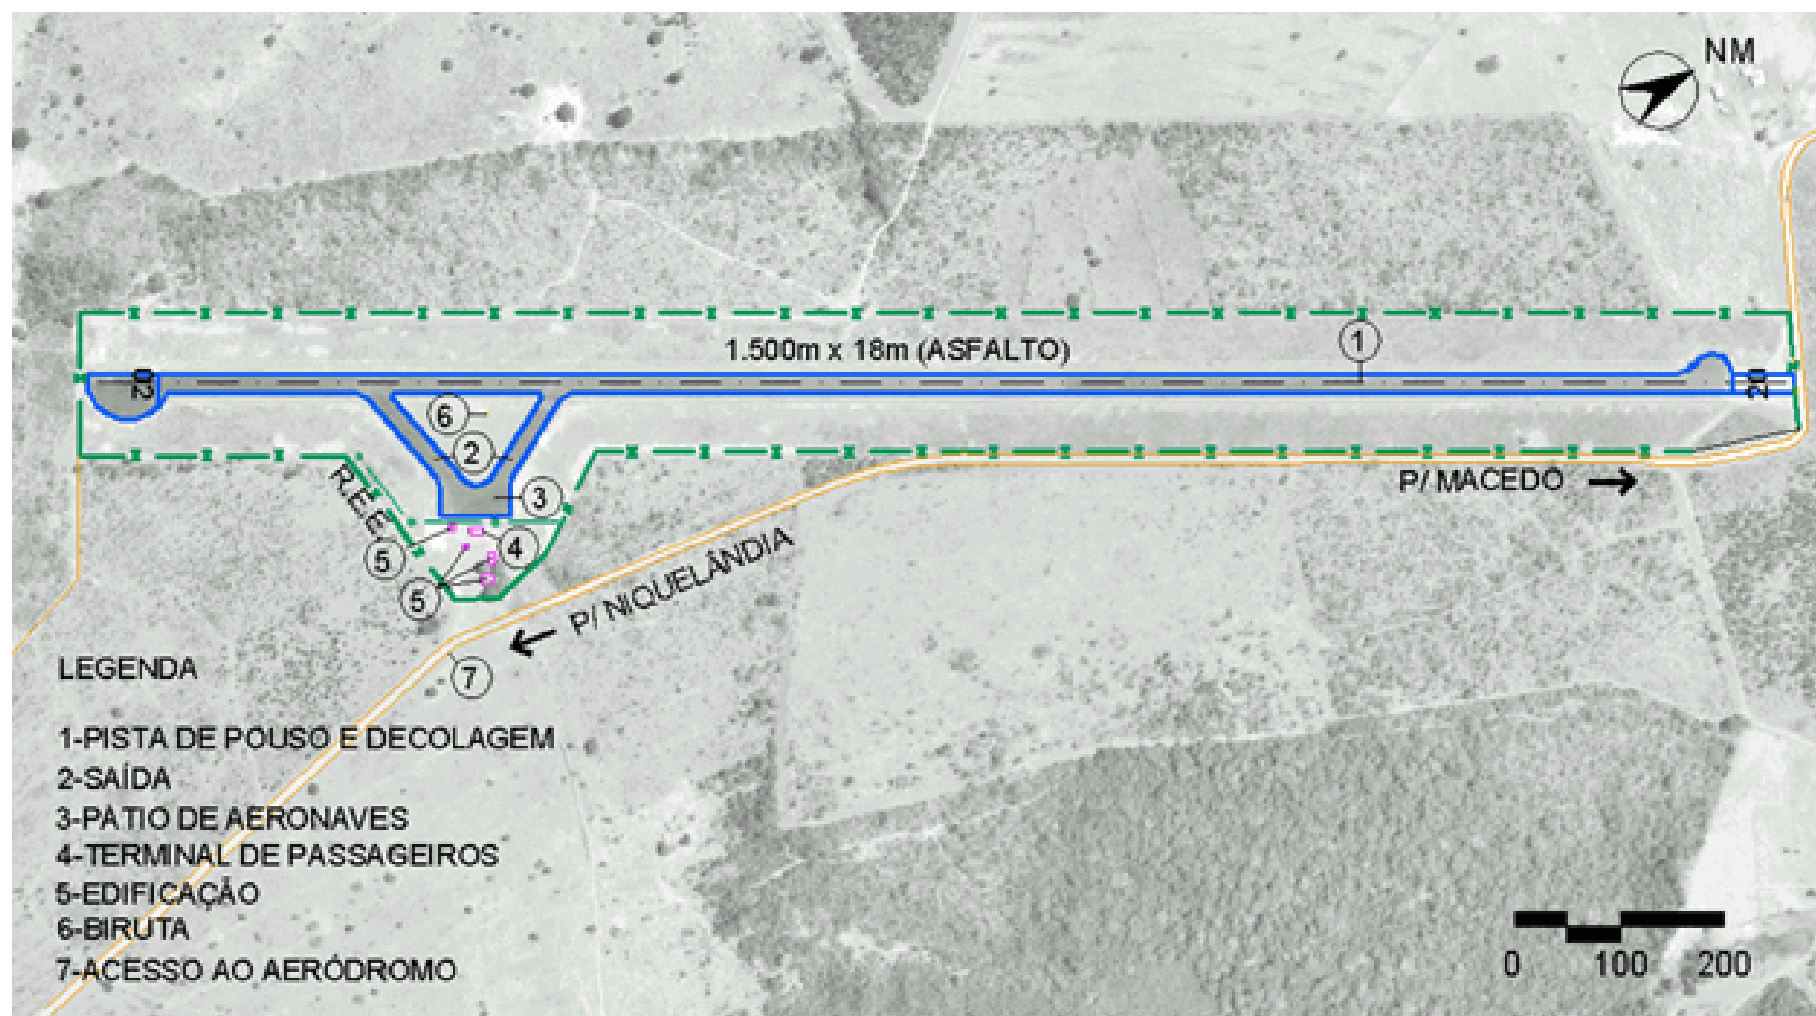 NM
1.500m x 18m (ASFALTO)
1
02
20
6
2
3
R.E.E.
P/ MACEDO
5
4
5
P/ NIQUELÂNDIA
7
LEGENDA
1-PISTA DE POUSO E DECOLAGEM
2-SAÍDA
3-PÁTIO DE AERONAVES
4-TERMINAL DE PASSAGEIROS
5-EDIFICAÇÃO
6-BIRUTA
7-ACESSO AO AERÓDROMO
0 100 200